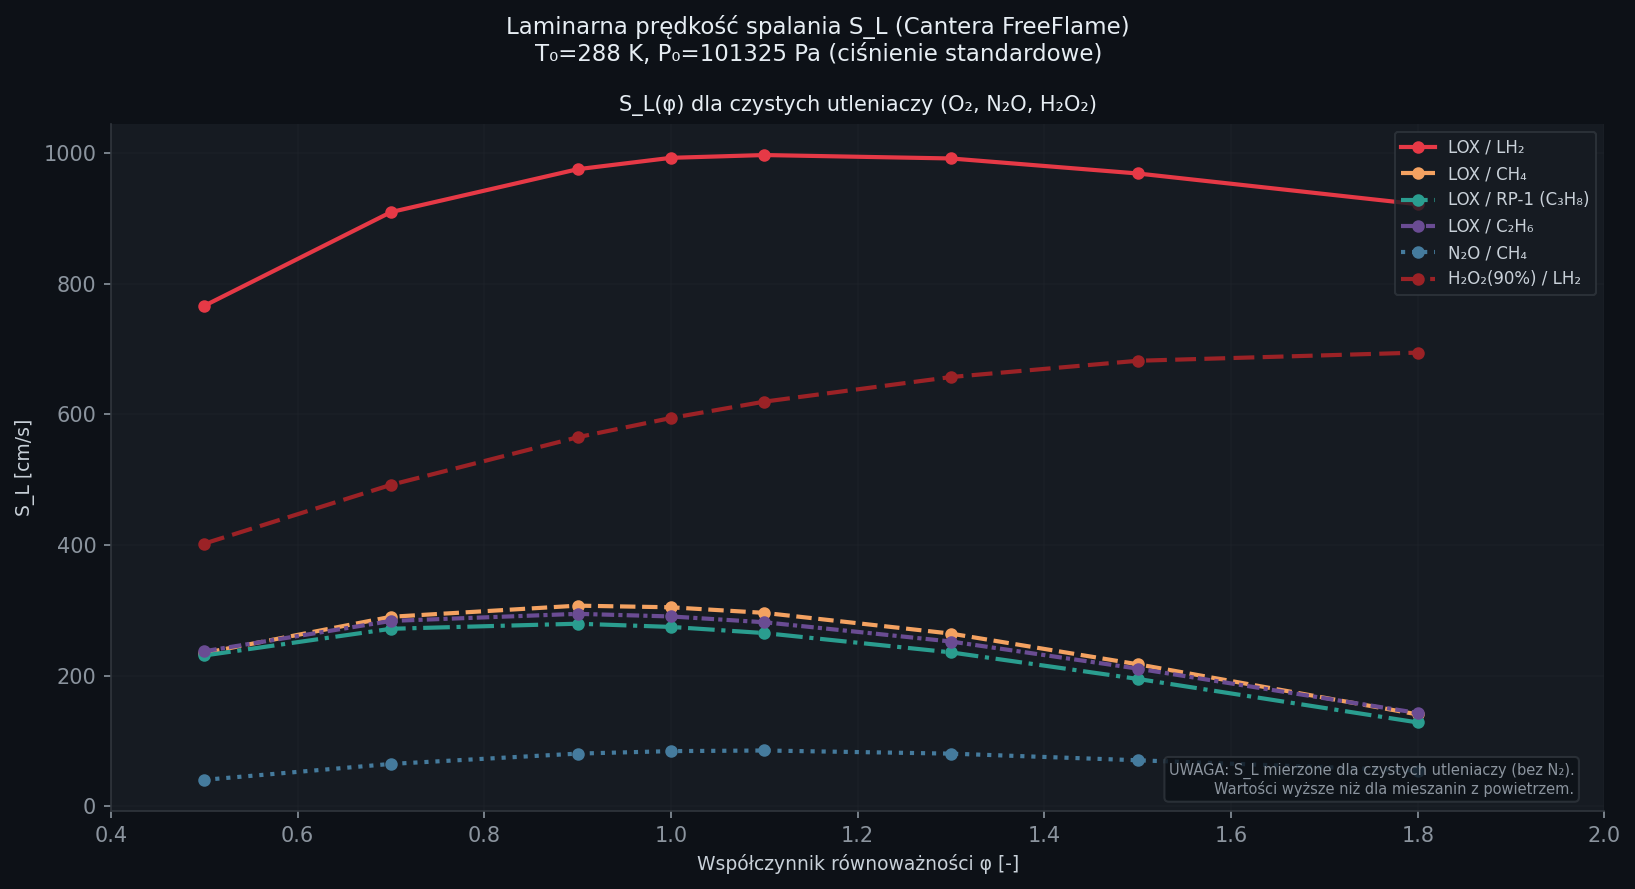 Laminarna prędkość spalania S_L (Cantera FreeFlame)
T₀=288 K, P₀=101325 Pa (ciśnienie standardowe)
S_L(φ) dla czystych utleniaczy (O₂, N₂O, H₂O₂)
S_L [cm/s]
1000
800
600
400
200
0
LOX / LH₂
LOX / CH₄
LOX / RP-1 (C₃H₈)
LOX / C₂H₆
N₂O / CH₄
H₂O₂(90%) / LH₂
UWAGA: S_L mierzone dla czystych utleniaczy (bez N₂).
Wartości wyższe niż dla mieszanin z powietrzem.
0.4 0.6 0.8 1.0 1.2 1.4 1.6 1.8 2.0
Współczynnik równoważności φ [-]